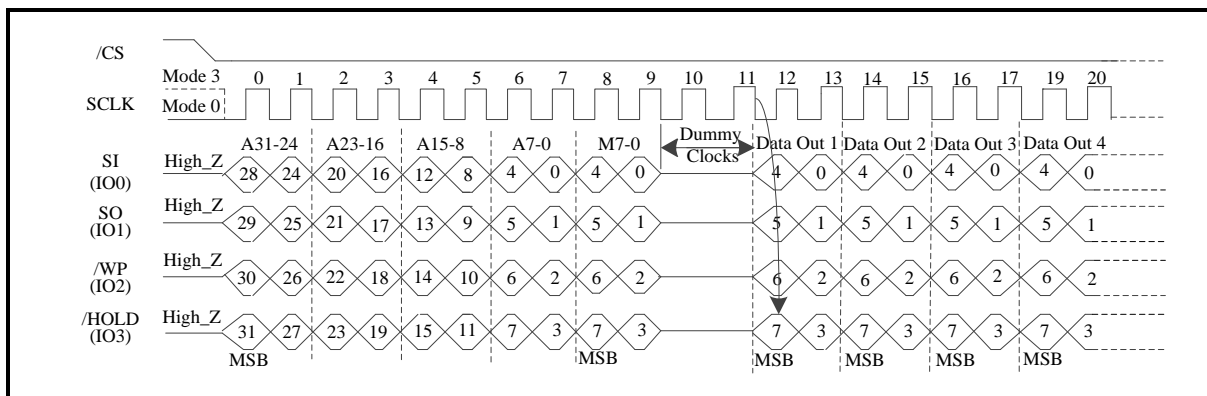 /CS
Mode 3 0 1 2 3 4 5 6 7 8 9 10 11 12 13 14 15 16 17 19 20
SCLK Mode 0
A31-24 A23-16 A15-8 A7-0 M7-0 Dummy Clocks Data Out 1 Data Out 2 Data Out 3 Data Out 4
SI (IO0) High_Z 28 24 20 16 12 8 4 0 4 0 4 0 4 0 4 0 4 0
SO (IO1) High_Z 29 25 21 17 13 9 5 1 5 1 5 1 5 1 5 1 5 1
/WP (IO2) High_Z 30 26 22 18 14 10 6 2 6 2 6 2 6 2 6 2 6 2
/HOLD (IO3) High_Z 31 27 23 19 15 11 7 3 7 3 7 3 7 3 7 3 7 3
MSB MSB MSB MSB MSB MSB